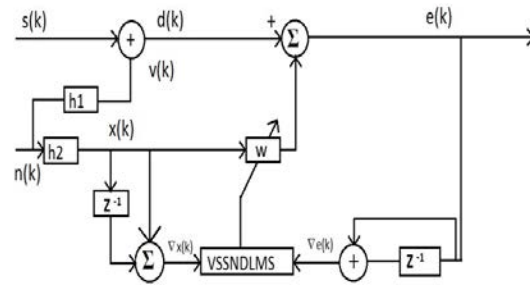 s(k) d(k) + Σ e(k)
+
v(k)
h1
x(k)
h2 w
n(k)
Z -1
Σ ∇x(k) VSSNDLMS ∇e(k) + Z -1